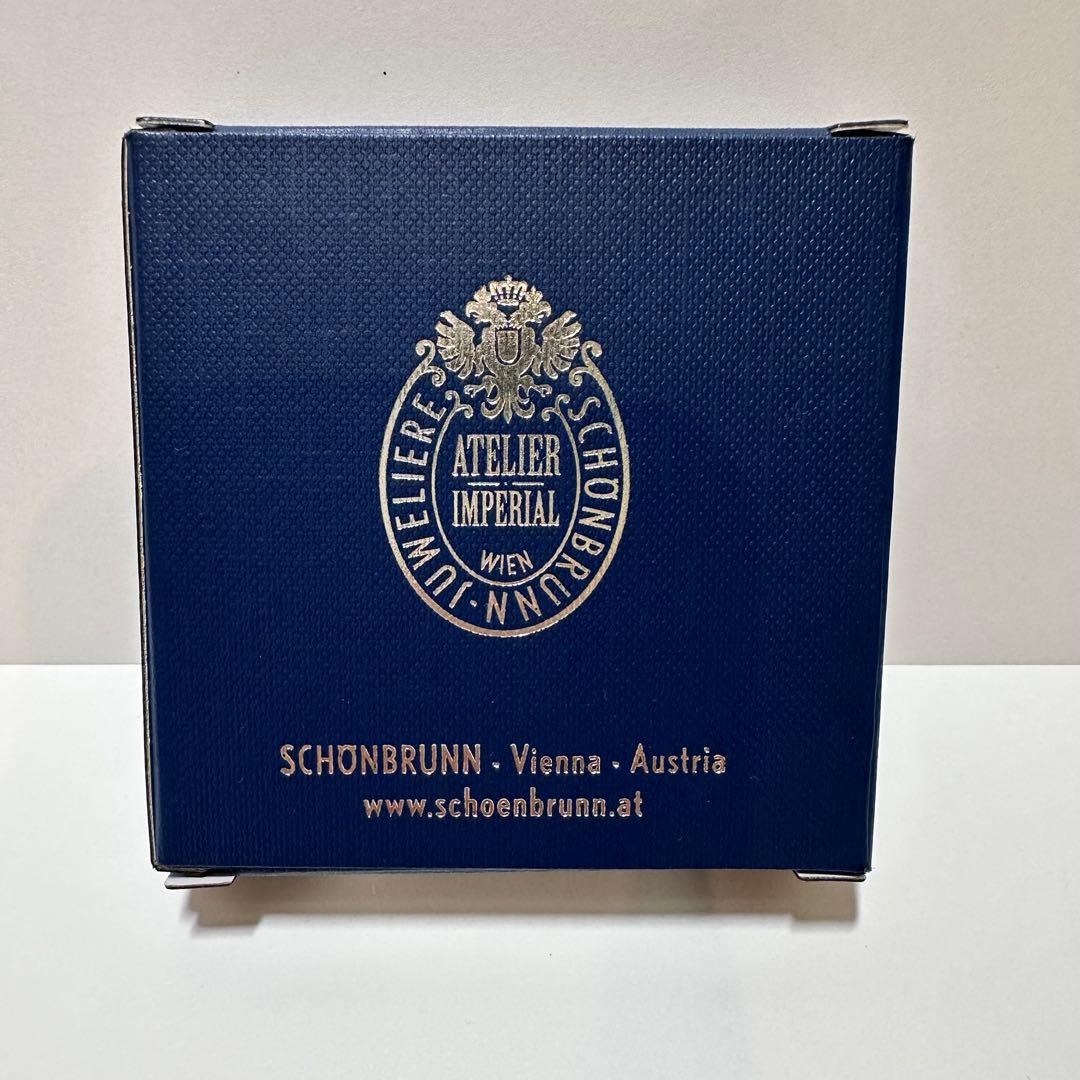 JUWELIERE SCHÖNBRUNN ·
ATELIER
IMPERIAL
WIEN
SCHÖNBRUNN · Vienna · Austria
www.schoenbrunn.at